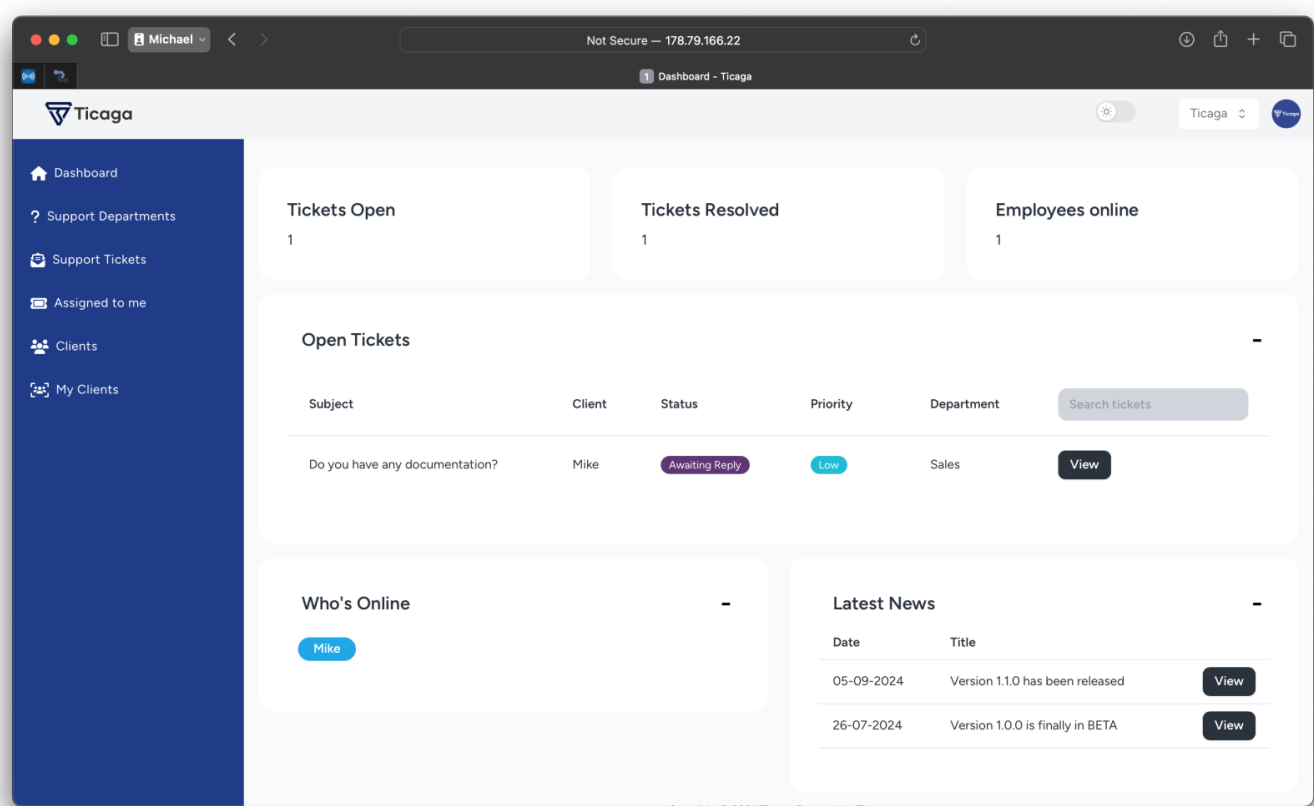 Michael
Not Secure — 178.79.166.22
1 Dashboard - Ticaga
Ticaga
Ticaga
Ticaga
Dashboard
? Support Departments
Support Tickets
Assigned to me
Clients
My Clients
Tickets Open
1
Tickets Resolved
1
Employees online
1
Open Tickets
Subject Client Status Priority Department Search tickets
Do you have any documentation? Mike Awaiting Reply Low Sales View
Who's Online
Mike
Latest News
Date Title
05-09-2024 Version 1.1.0 has been released View
26-07-2024 Version 1.0.0 is finally in BETA View